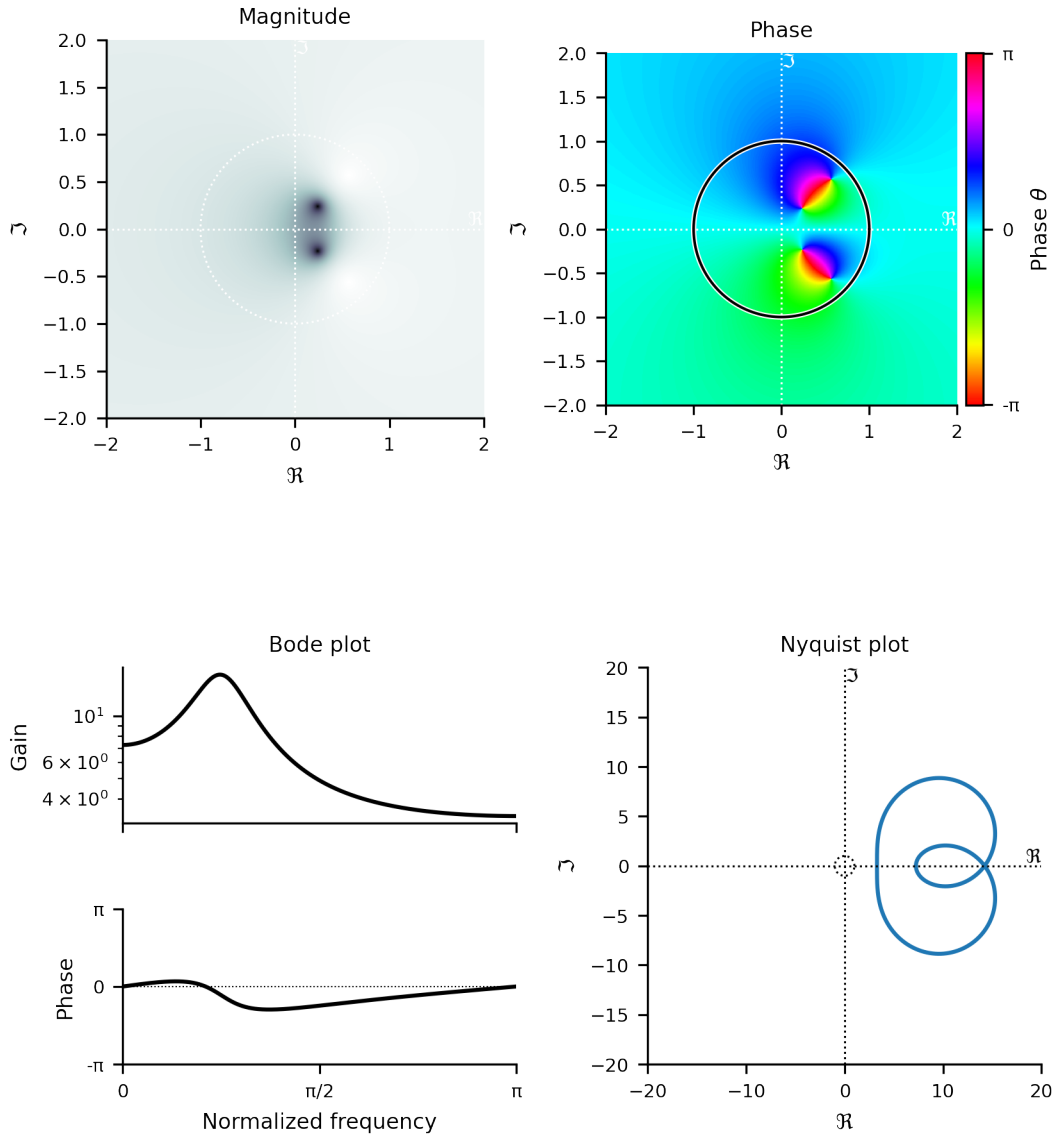 Magnitude
2.0
1.5
1.0
0.5
0.0
−0.5
−1.0
−1.5
−2.0
−2
−1
0
1
2
ℑ
ℜ
ℑ
ℜ
Phase
2.0
1.5
1.0
0.5
0.0
−0.5
−1.0
−1.5
−2.0
−2
−1
0
1
2
ℑ
ℜ
ℑ
ℜ
π
0
-π
Phase θ
Bode plot
Gain
10¹
6 × 10⁰
4 × 10⁰
Phase
π
0
-π
0
π/2
π
Normalized frequency
Nyquist plot
20
15
10
5
0
−5
−10
−15
−20
−20
−10
0
10
20
ℑ
ℜ
ℑ
ℜ